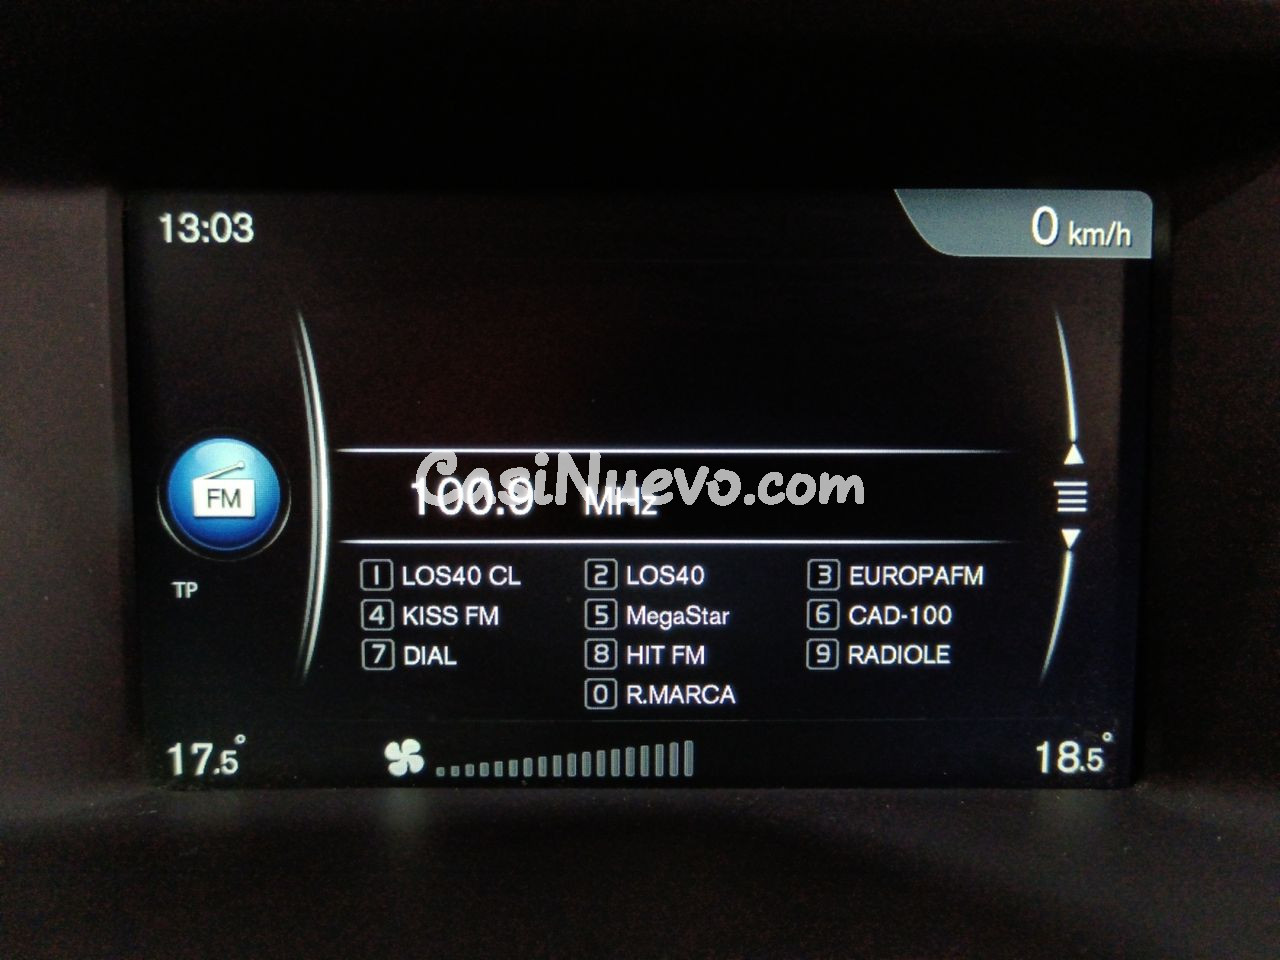 13:03
0 km/h
CasiNuevo.com
100.9 MHz
FM
TP
1 LOS40 CL 2 LOS40 3 EUROPAFM
4 KISS FM 5 MegaStar 6 CAD-100
7 DIAL 8 HIT FM 9 RADIOLE
0 R.MARCA
17.5° 18.5°